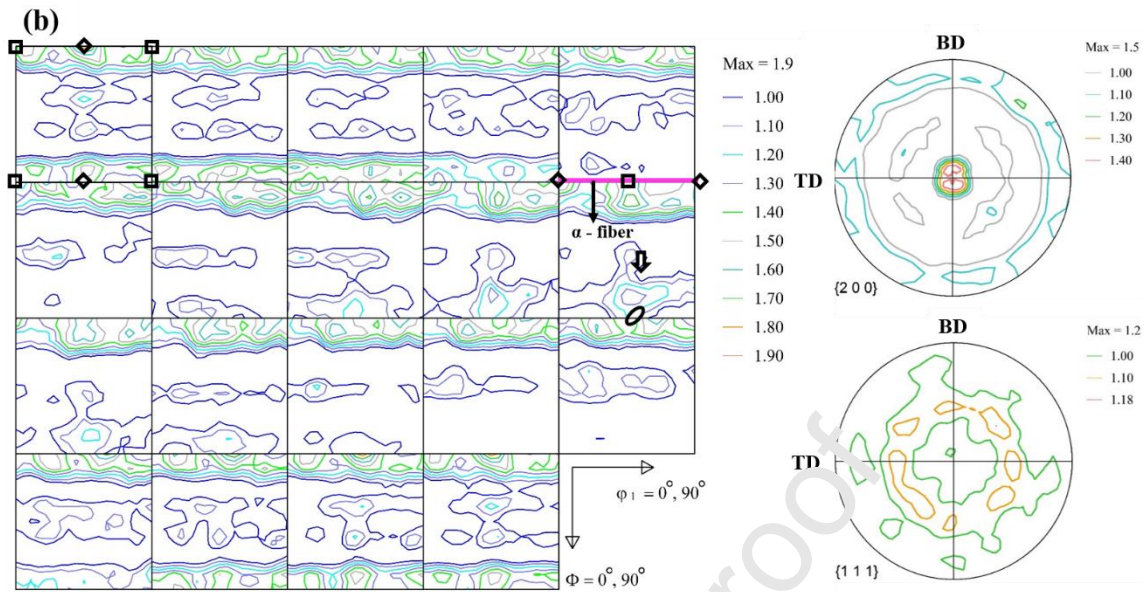 (b)
α - fiber
φ 1 = 0°, 90°
Φ = 0°, 90°
Max = 1.9
1.00
1.10
1.20
1.30
1.40
1.50
1.60
1.70
1.80
1.90
BD
TD
{2 0 0}
Max = 1.5
1.00
1.10
1.20
1.30
1.40
BD
TD
{1 1 1}
Max = 1.2
1.00
1.10
1.18
roof